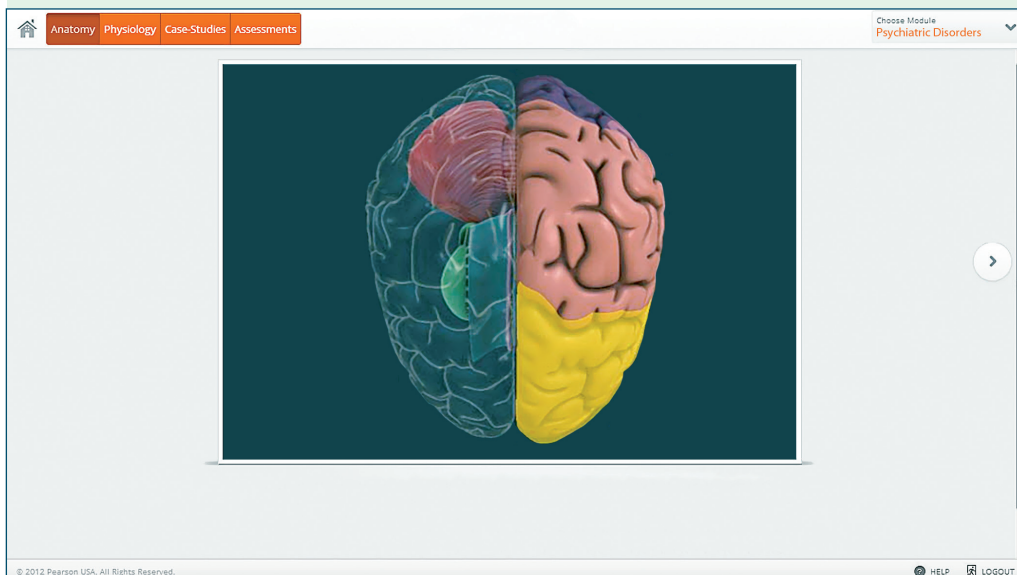 Anatomy Physiology Case-Studies Assessments
Choose Module
Psychiatric Disorders
© 2012 Pearson USA. All Rights Reserved.
HELP LOGOUT